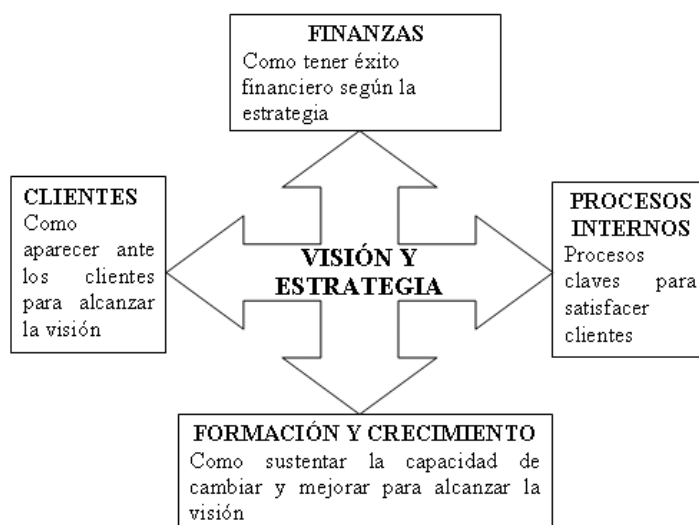 FINANZAS
Como tener éxito
financiero según la
estrategia
CLIENTES
Como
aparecer ante
los clientes
para alcanzar
la visión
VISIÓN Y
ESTRATEGIA
PROCESOS
INTERNOS
Procesos
claves para
satisfacer
clientes
FORMACIÓN Y CRECIMIENTO
Como sustentar la capacidad de
cambiar y mejorar para alcanzar la
visión